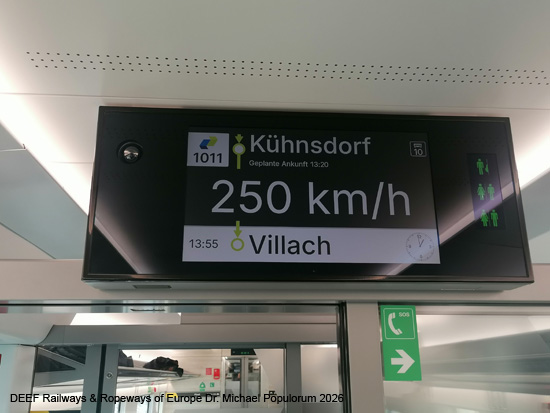 1011
Kühnsdorf
Geplante Ankunft 13:20
10
250 km/h
13:55 Villach
SOS
DEEF Railways & Ropeways of Europe Dr. Michael Populorum 2026